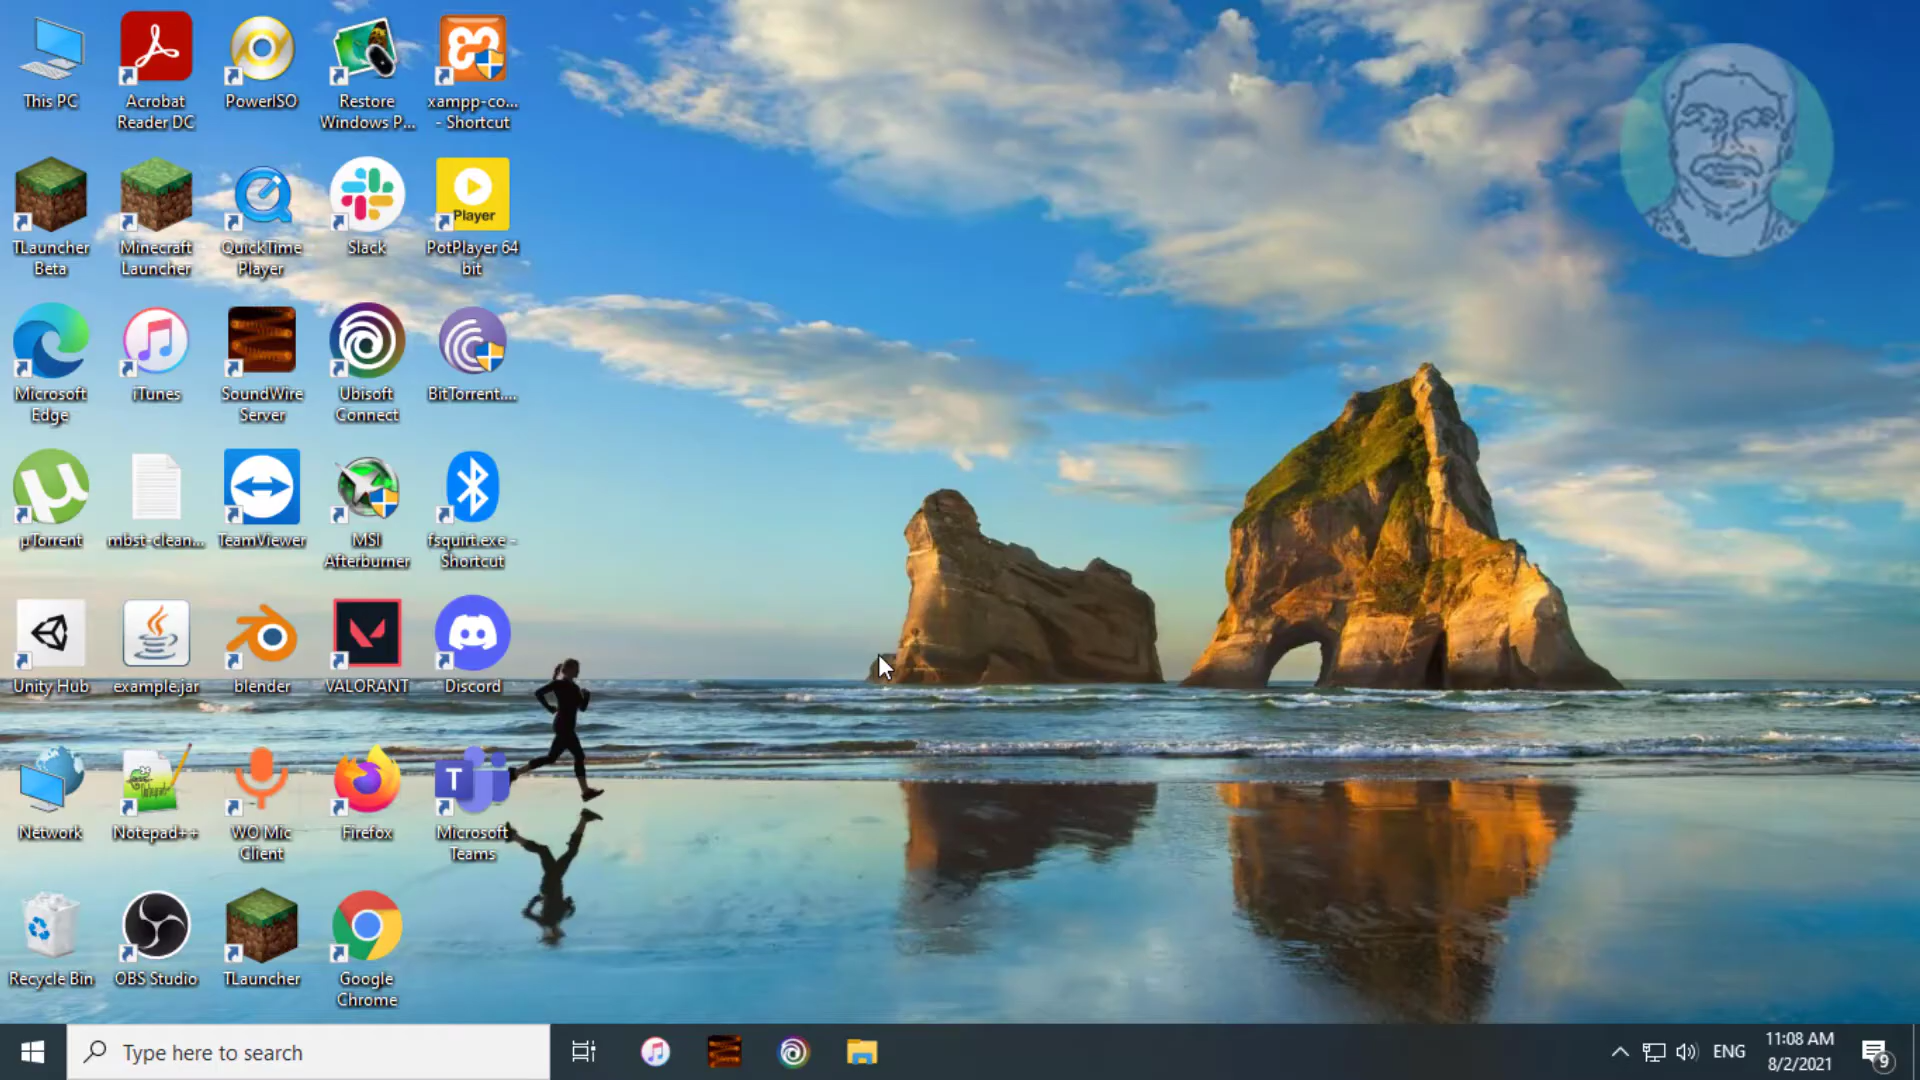 This PC
Acrobat
Reader DC
PowerISO
Restore
Windows P...
xampp-co...
- Shortcut
TLauncher
Beta
Minecraft
Launcher
QuickTime
Player
Slack
Player
PotPlayer 64
bit
Microsoft
Edge
iTunes
SoundWire
Server
Ubisoft
Connect
BitTorrent....
µTorrent
mbst-clean...
TeamViewer
MSI
Afterburner
fsquirt.exe -
Shortcut
Unity Hub
example.jar
blender
VALORANT
Discord
Network
Notepad++
WO Mic
Client
Firefox
T
Microsoft
Teams
Recycle Bin
OBS Studio
TLauncher
Google
Chrome
Type here to search
ENG
11:08 AM
8/2/2021
9